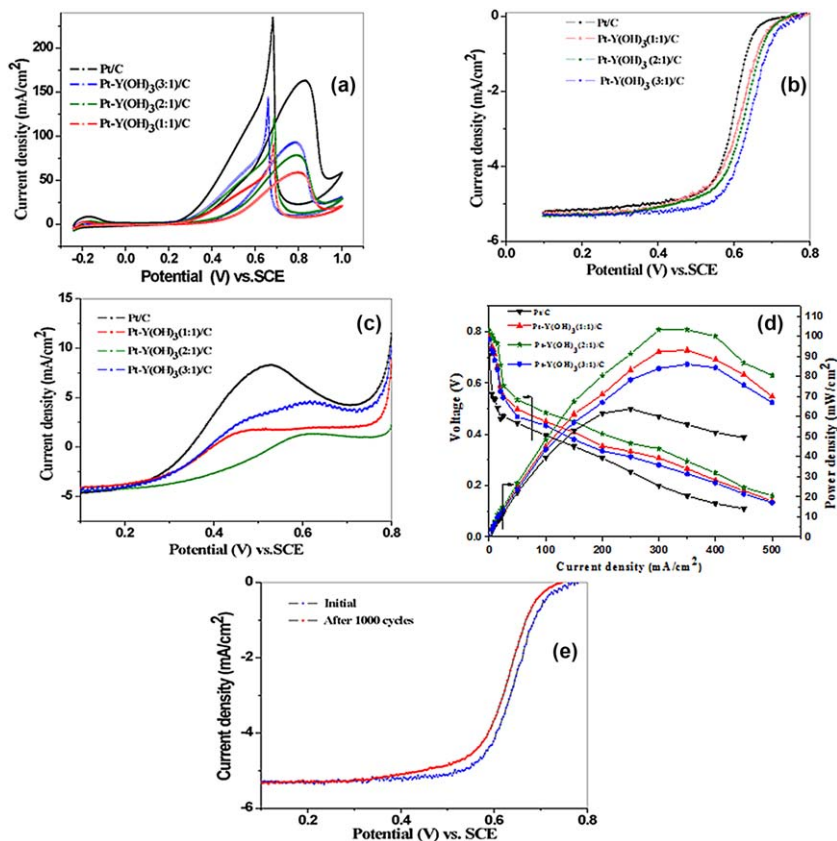 250
200
150
100
50
0
Current density (mA/cm²)
Pt/C
Pt-Y(OH)₃(3:1)/C
Pt-Y(OH)₃(2:1)/C
Pt-Y(OH)₃(1:1)/C
(a)
-0.2 0.0 0.2 0.4 0.6 0.8 1.0
Potential (V) vs.SCE
0
-2
-4
-6
Current density (mA/cm²)
Pt/C
Pt-Y(OH)₃(1:1)/C
Pt-Y(OH)₃ (2:1)/C
Pt-Y(OH)₃ (3:1)/C
(b)
0.0 0.2 0.4 0.6 0.8
Potential (V) vs.SCE
15
10
5
0
-5
Current density (mA/cm²)
Pt/C
Pt-Y(OH)₃(1:1)/C
Pt-Y(OH)₃(2:1)/C
Pt-Y(OH)₃(3:1)/C
(c)
0.2 0.4 0.6 0.8
Potential (V) vs.SCE
0.8
0.6
0.4
0.2
0.0
Voltage (V)
Pt/C
Pt-Y(OH)₃(1:1)/C
Pt-Y(OH)₃(2:1)/C
Pt-Y(OH)₃(3:1)/C
(d)
110
100
90
80
70
60
50
40
30
20
10
0
Power density (mW/cm²)
0 100 200 300 400 500
Current density (mA/cm²)
0
-2
-4
-6
Current density (mA/cm²)
Initial
After 1000 cycles
(e)
0.2 0.4 0.6 0.8
Potential (V) vs. SCE